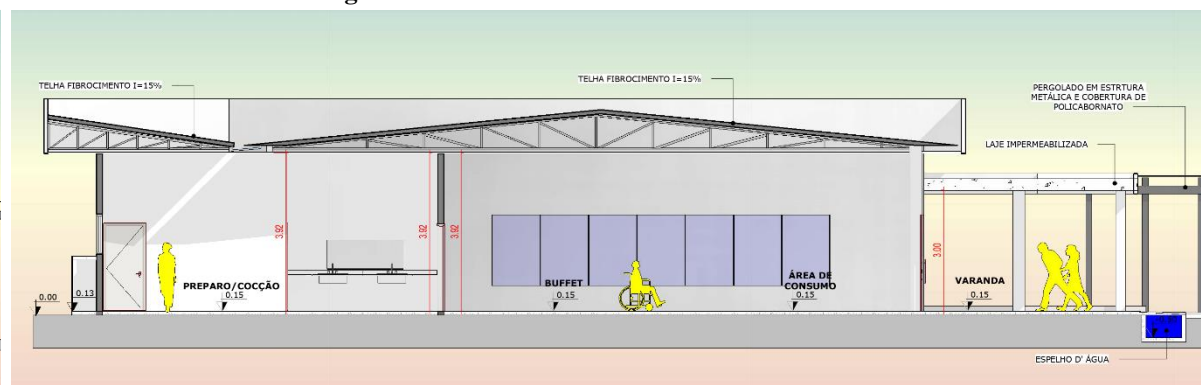 TELHA FIBROCIMENTO I=15%
TELHA FIBROCIMENTO I=15%
PERGOLADO EM ESTRTURA
METÁLICA E COBERTURA DE
POLICABORNATO
LAJE IMPERMEABILIZADA
3.92
3.92
3.92
3.00
PREPARO/COCÇÃO
0.15
BUFFET
0.15
ÁREA DE
CONSUMO
0.15
VARANDA
0.15
0.00
0.13
ESPELHO D' ÁGUA